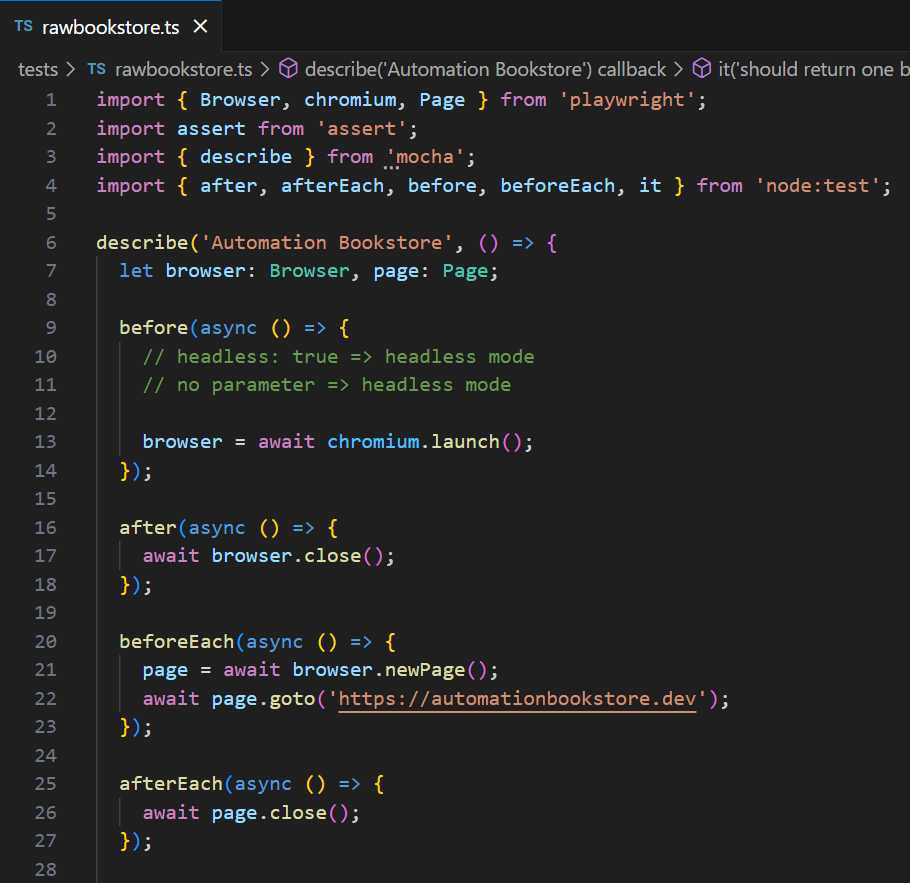 TS rawbookstore.ts ×
tests > TS rawbookstore.ts > describe('Automation Bookstore') callback > it('should return one b
1 import { Browser, chromium, Page } from 'playwright';
2 import assert from 'assert';
3 import { describe } from 'mocha';
4 import { after, afterEach, before, beforeEach, it } from 'node:test';
5
6 describe('Automation Bookstore', () => {
7   let browser: Browser, page: Page;
8
9   before(async () => {
10     // headless: true => headless mode
11     // no parameter => headless mode
12
13     browser = await chromium.launch();
14   });
15
16   after(async () => {
17     await browser.close();
18   });
19
20   beforeEach(async () => {
21     page = await browser.newPage();
22     await page.goto('https://automationbookstore.dev');
23   });
24
25   afterEach(async () => {
26     await page.close();
27   });
28